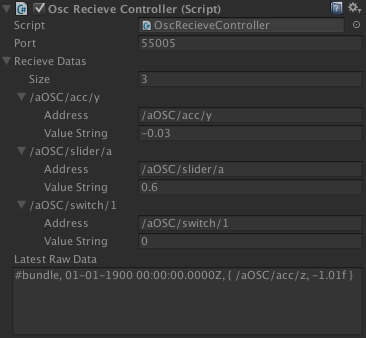 Osc Recieve Controller (Script)
Script OscRecieveController
Port 55005
Recieve Datas
Size 3
/aOSC/acc/y
Address /aOSC/acc/y
Value String -0.03
/aOSC/slider/a
Address /aOSC/slider/a
Value String 0.6
/aOSC/switch/1
Address /aOSC/switch/1
Value String 0
Latest Raw Data
#bundle, 01-01-1900 00:00:00.0000Z, { /aOSC/acc/z, -1.01f }